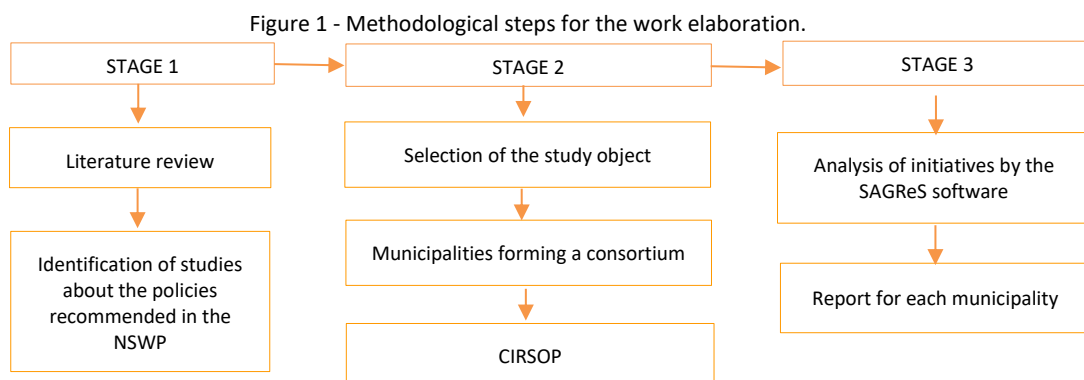 Figure 1 - Methodological steps for the work elaboration.
STAGE 1
STAGE 2
STAGE 3
Literature review
Selection of the study object
Analysis of initiatives by the
SAGReS software
Identification of studies
about the policies
recommended in the
NSWP
Municipalities forming a consortium
Report for each municipality
CIRSOP